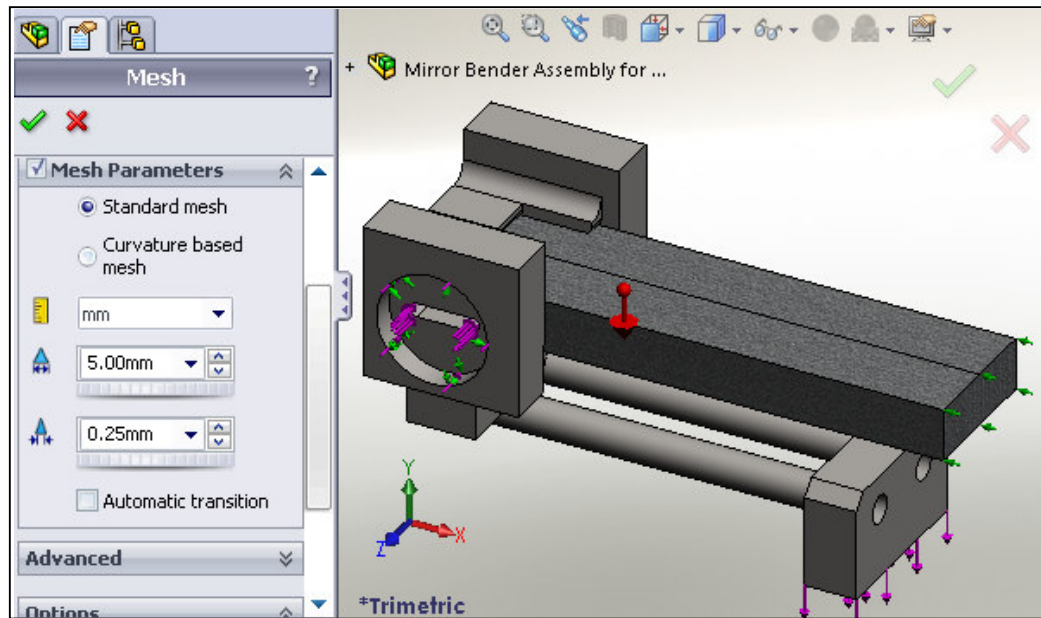 Mesh
?
+ Mirror Bender Assembly for ...
Mesh Parameters
Standard mesh
Curvature based
mesh
mm
5.00mm
0.25mm
Automatic transition
Advanced
Options
Y
X
Z
*Trimetric